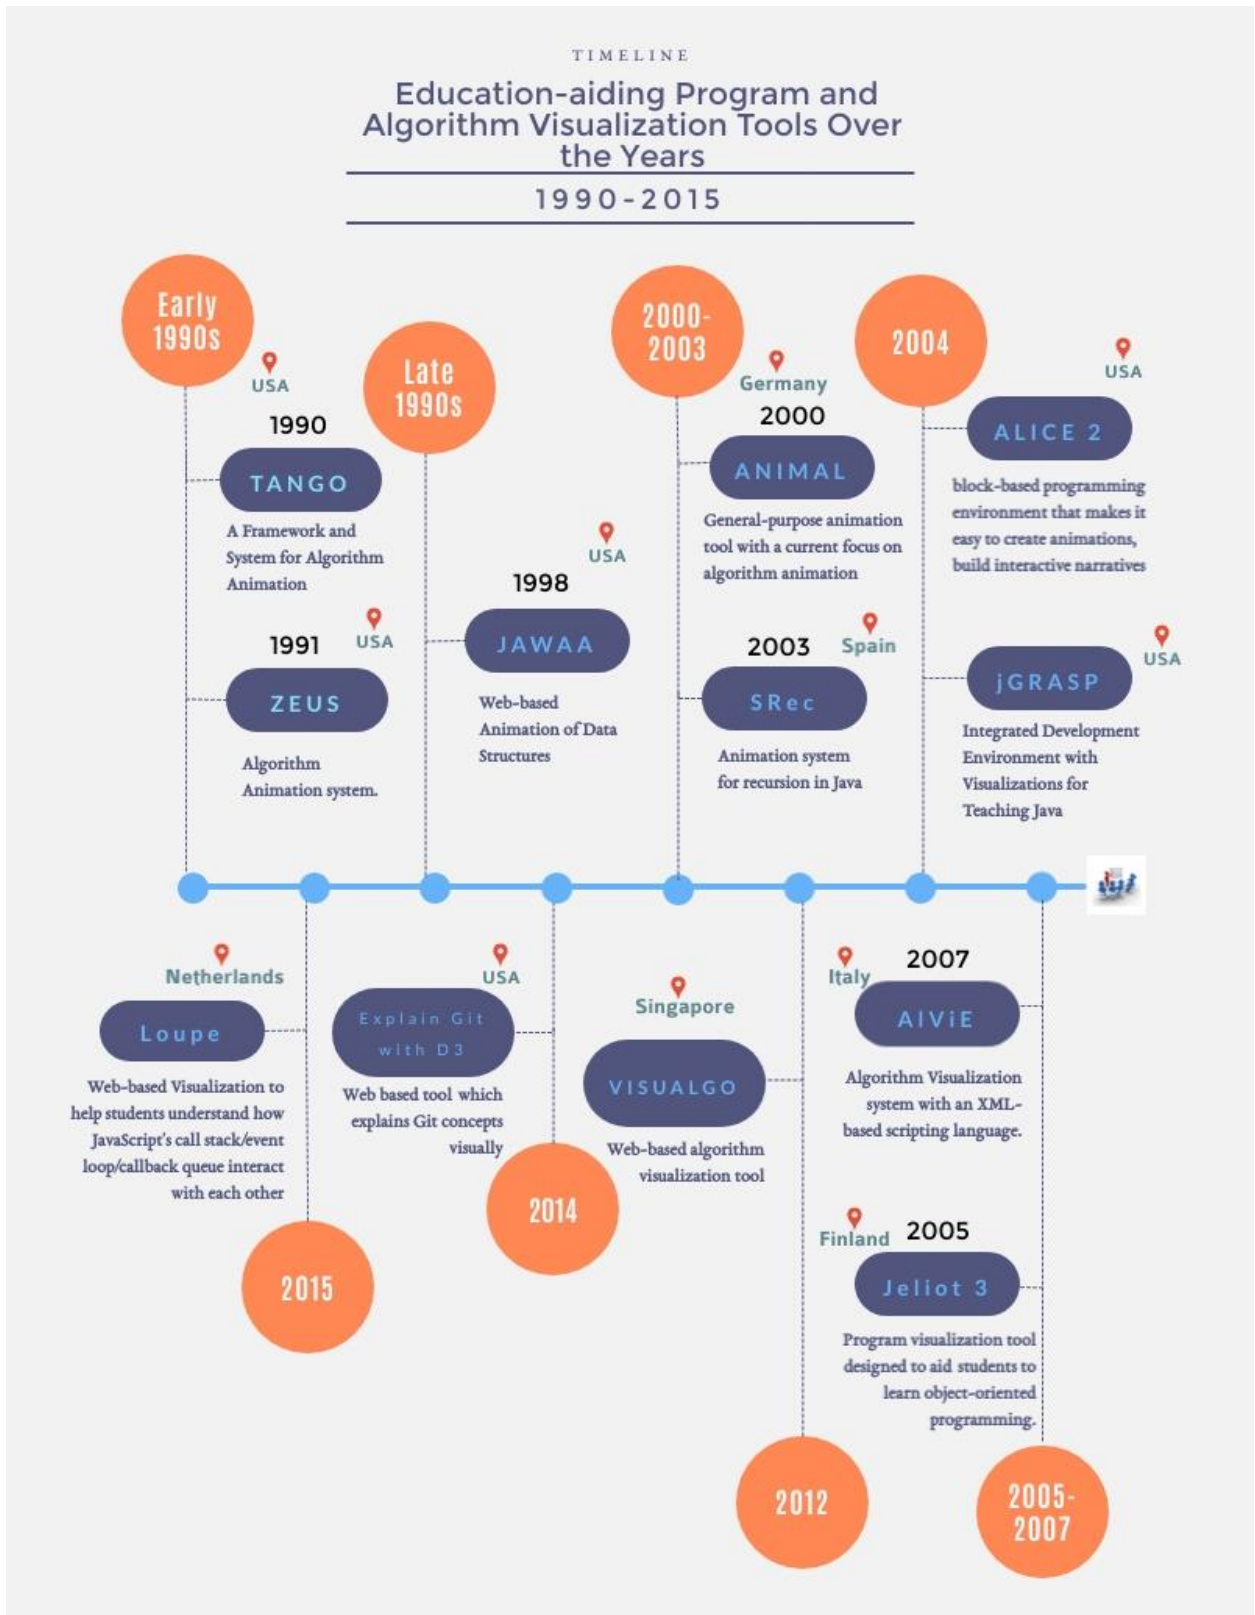 TIMELINE
Education-aiding Program and
Algorithm Visualization Tools Over
the Years
1990-2015
Early
1990s
USA
1990
TANGO
A Framework and
System for Algorithm
Animation
1991
USA
ZEUS
Algorithm
Animation system.
Late
1990s
USA
1998
JAWAA
Web-based
Animation of Data
Structures
2000-
2003
Germany
2000
ANIMAL
General-purpose animation
tool with a current focus on
algorithm animation
2003
Spain
SRec
Animation system
for recursion in Java
2004
USA
ALICE 2
block-based programming
environment that makes it
easy to create animations,
build interactive narratives
USA
jGRASP
Integrated Development
Environment with
Visualizations for
Teaching Java
Netherlands
Loupe
Web-based Visualization to
help students understand how
JavaScript's call stack/event
loop/callback queue interact
with each other
2015
USA
Explain Git
with D3
Web based tool which
explains Git concepts
visually
2014
Singapore
VISUALGO
Web-based algorithm
visualization tool
2012
Italy
2007
AlViE
Algorithm Visualization
system with an XML-
based scripting language.
Finland
2005
Jeliot 3
Program visualization tool
designed to aid students to
learn object-oriented
programming.
2005-
2007